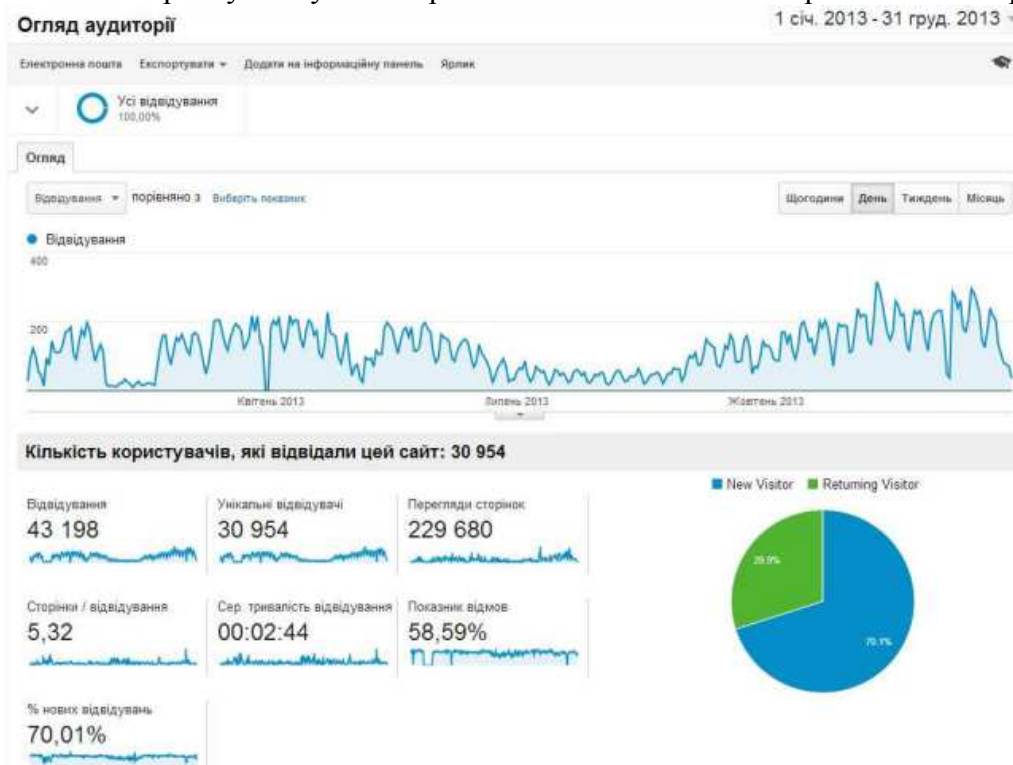 Огляд аудиторії
1 січ. 2013 - 31 груд. 2013
Електронна пошта Експортувати Додати на інформаційну панель Ярлик
Усі відвідування
100,00%
Огляд
Відвідування порівняно з Виберіть показник
Щогодини День Тиждень Місяць
Відвідування
400
200
Квітень 2013 Липень 2013 Жовтень 2013
Кількість користувачів, які відвідали цей сайт: 30 954
New Visitor Returning Visitor
Відвідування Унікальні відвідувачі Перегляди сторінок
43 198 30 954 229 680
29,9%
70,1%
Сторінки / відвідування Сер. тривалість відвідування Показник відмов
5,32 00:02:44 58,59%
% нових відвідувань
70,01%